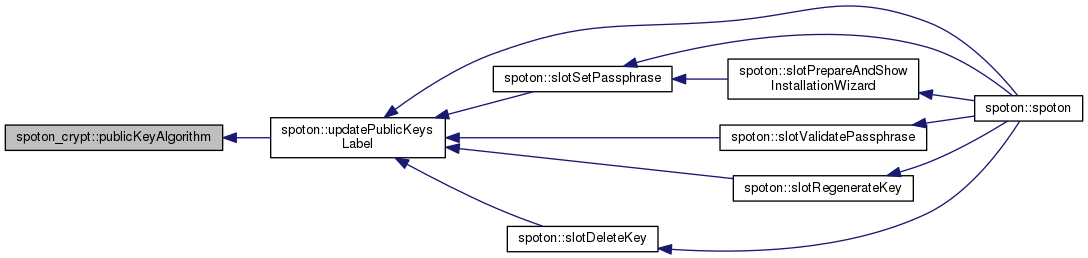 spoton_crypt::publicKeyAlgorithm
spoton::updatePublicKeys
Label
spoton::slotSetPassphrase
spoton::slotPrepareAndShow
InstallationWizard
spoton::slotValidatePassphrase
spoton::slotRegenerateKey
spoton::slotDeleteKey
spoton::spoton